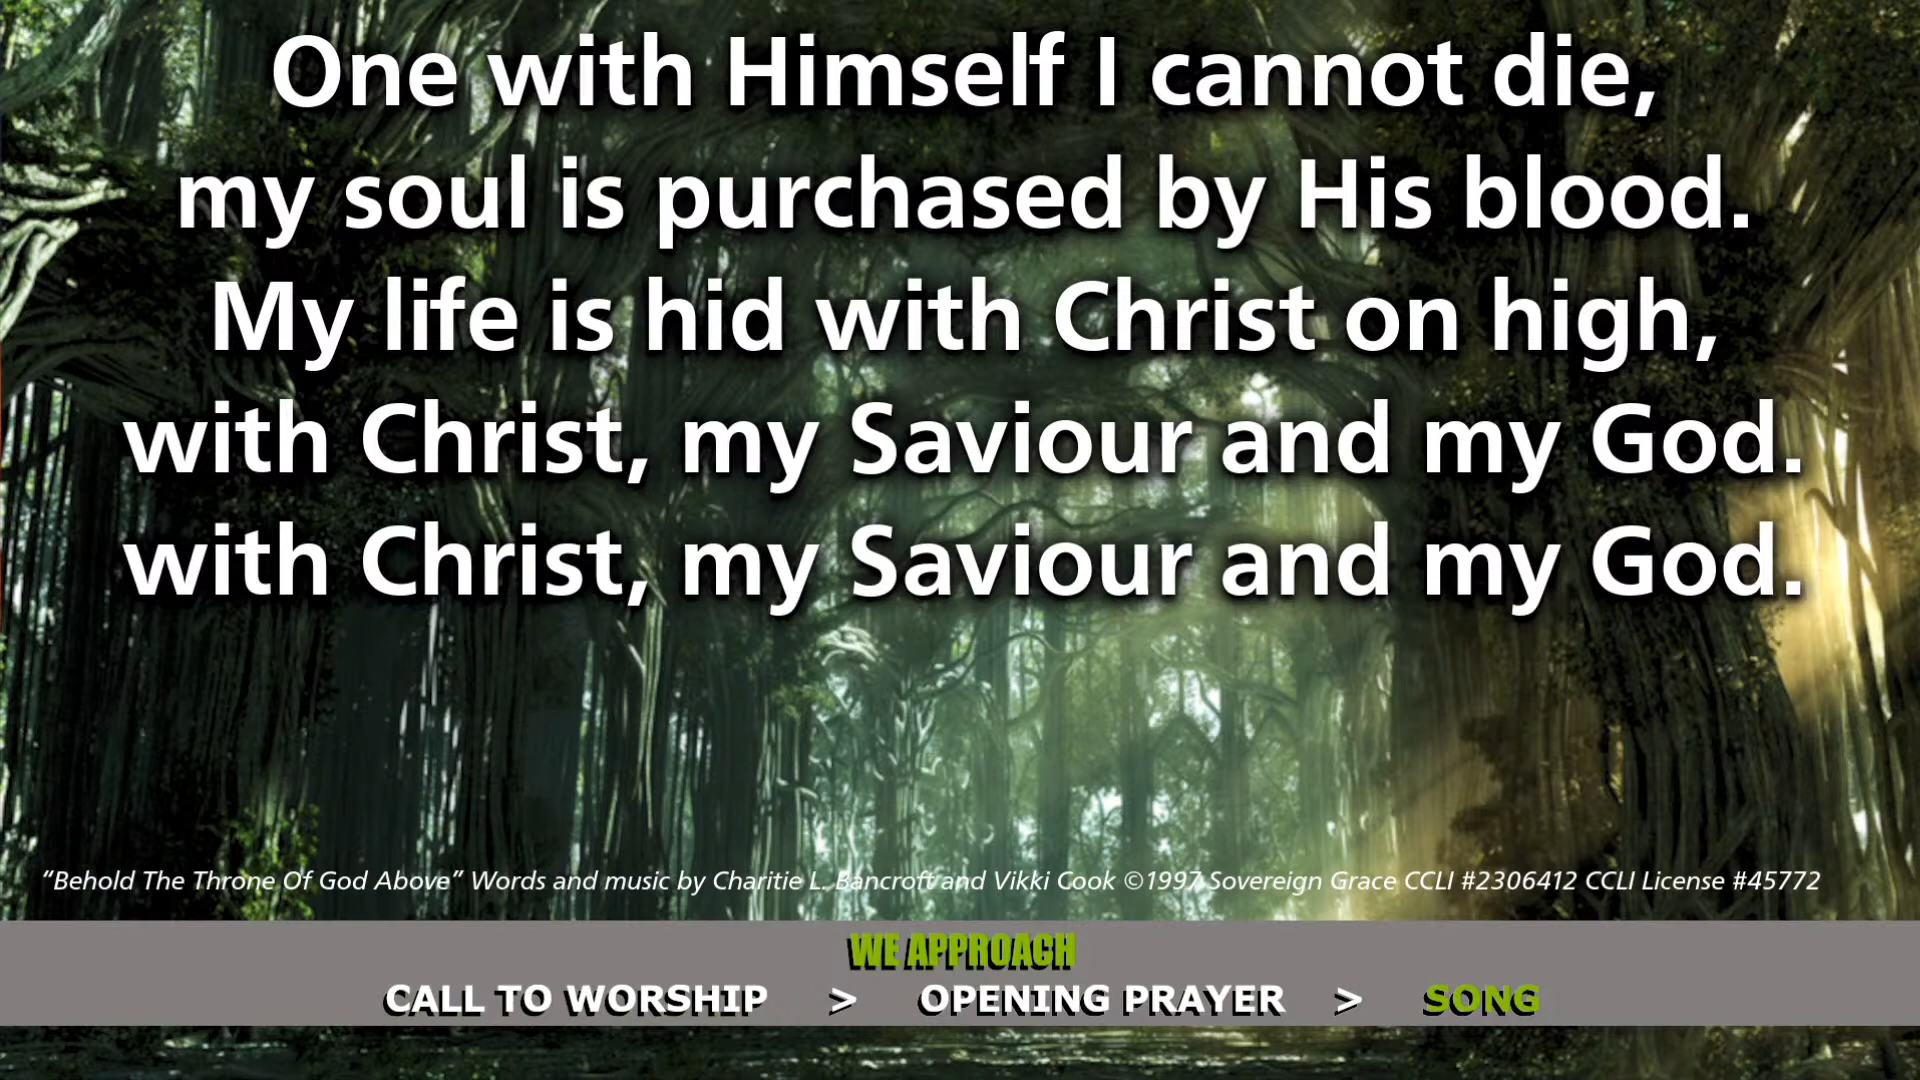 One with Himself I cannot die,
my soul is purchased by His blood.
My life is hid with Christ on high,
with Christ, my Saviour and my God.
with Christ, my Saviour and my God.
“Behold The Throne Of God Above” Words and music by Charitie L. Bancroft and Vikki Cook ©1997 Sovereign Grace CCLI #2306412 CCLI License #45772
WE APPROACH
CALL TO WORSHIP > OPENING PRAYER > SONG